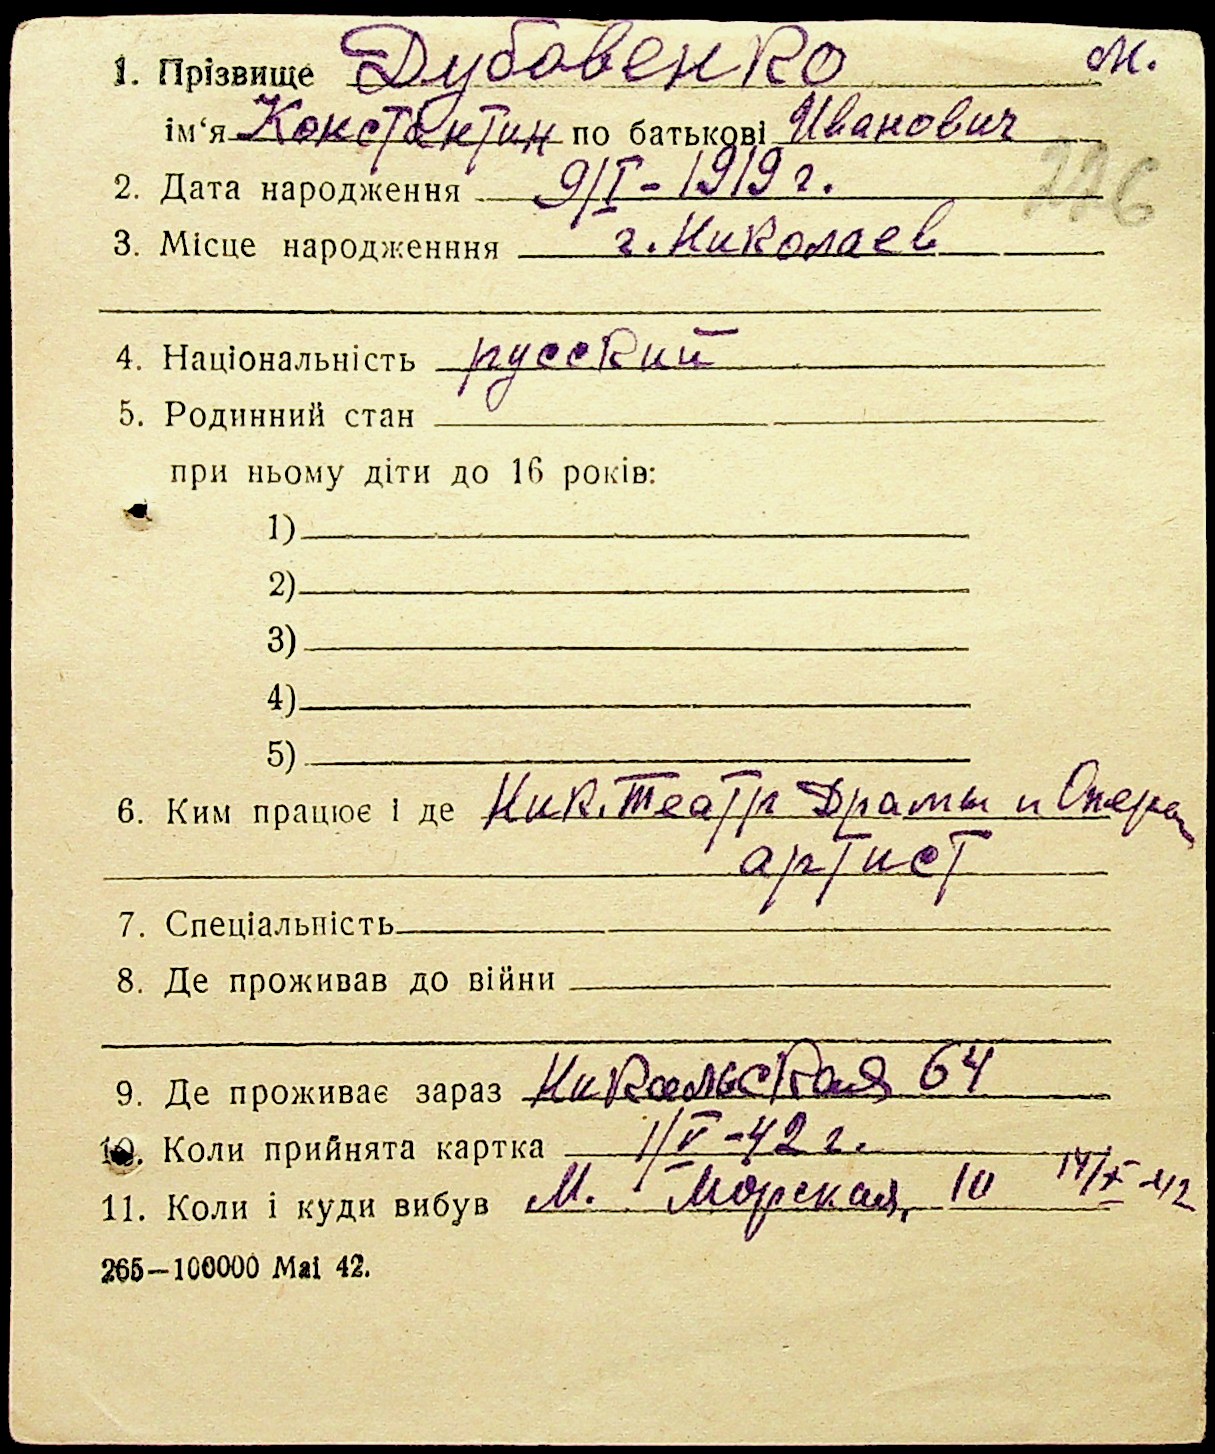 1. Прізвище Дубовенко М.
ім‘я Константин по батькові Иванович
2. Дата народження 9/I - 1919 г.
226
3. Місце народженння г. Николаев
4. Національність русский
5. Родинний стан
при ньому діти до 16 років:
1)
2)
3)
4)
5)
6. Ким працює і де Ник. Театр Драмы и Опера
артист
7. Спеціальність
8. Де проживав до війни
9. Де проживає зараз Никольская 64
10. Коли прийнята картка 1/V - 42 г.
11. Коли і куди вибув М. Морская, 10 14/X - 42
265—100000 Mai 42.